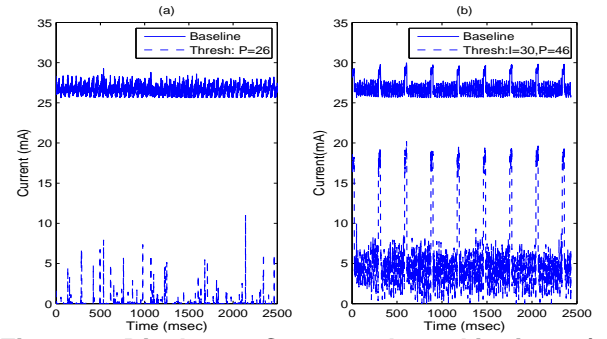 (a)
(b)
Baseline
Thresh: P=26
Baseline
Thresh:I=30,P=46
35
30
25
20
15
10
5
0
Current (mA)
0 500 1000 1500 2000 2500
Time (msec)
35
30
25
20
15
10
5
0
Current(mA)
0 500 1000 1500 2000 2500
Time (msec)